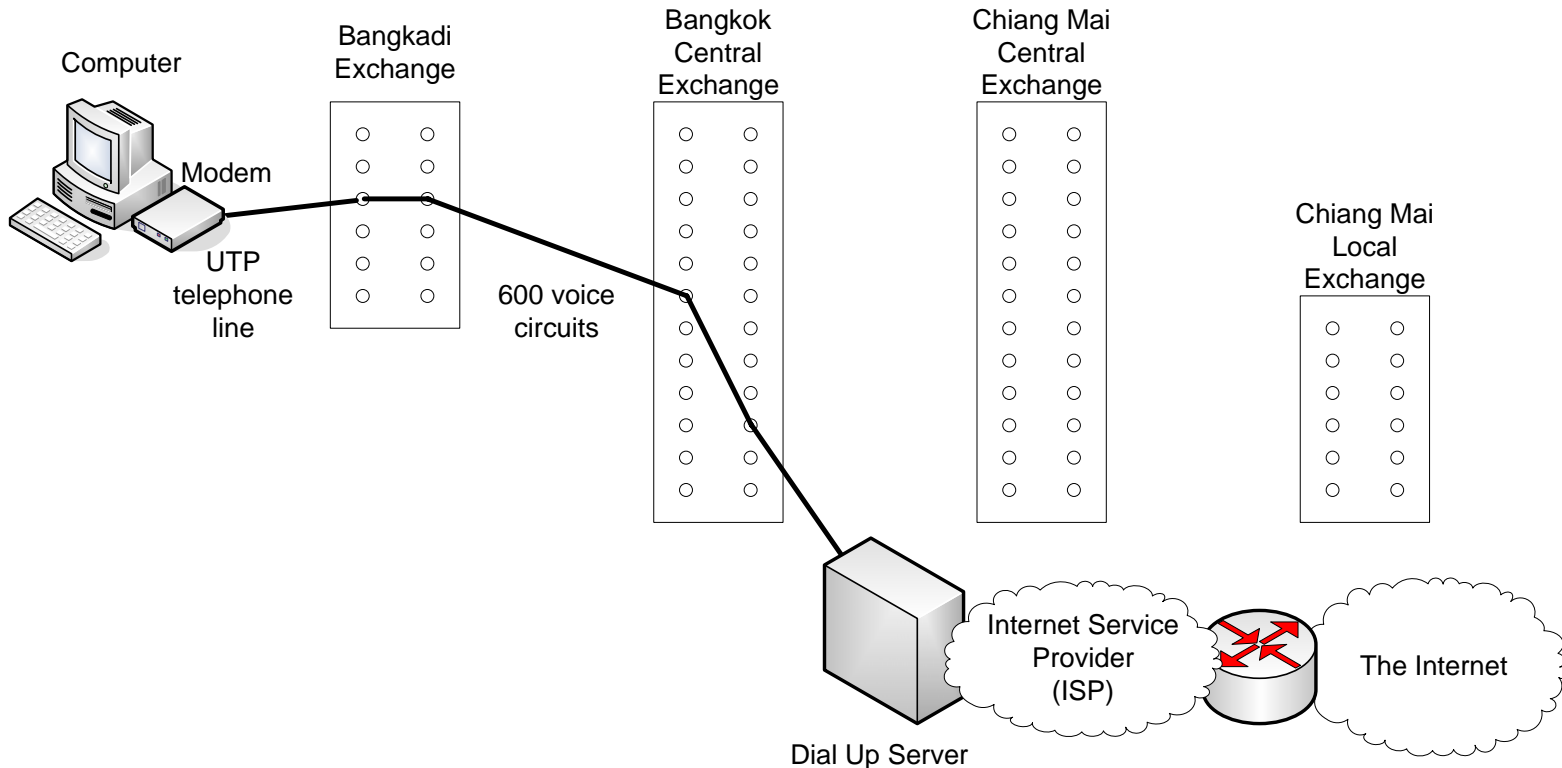 Computer
Modem
UTP
telephone
line
Bangkadi
Exchange
600 voice
circuits
Bangkok
Central
Exchange
Chiang Mai
Central
Exchange
Chiang Mai
Local
Exchange
Dial Up Server
Internet Service
Provider
(ISP)
The Internet